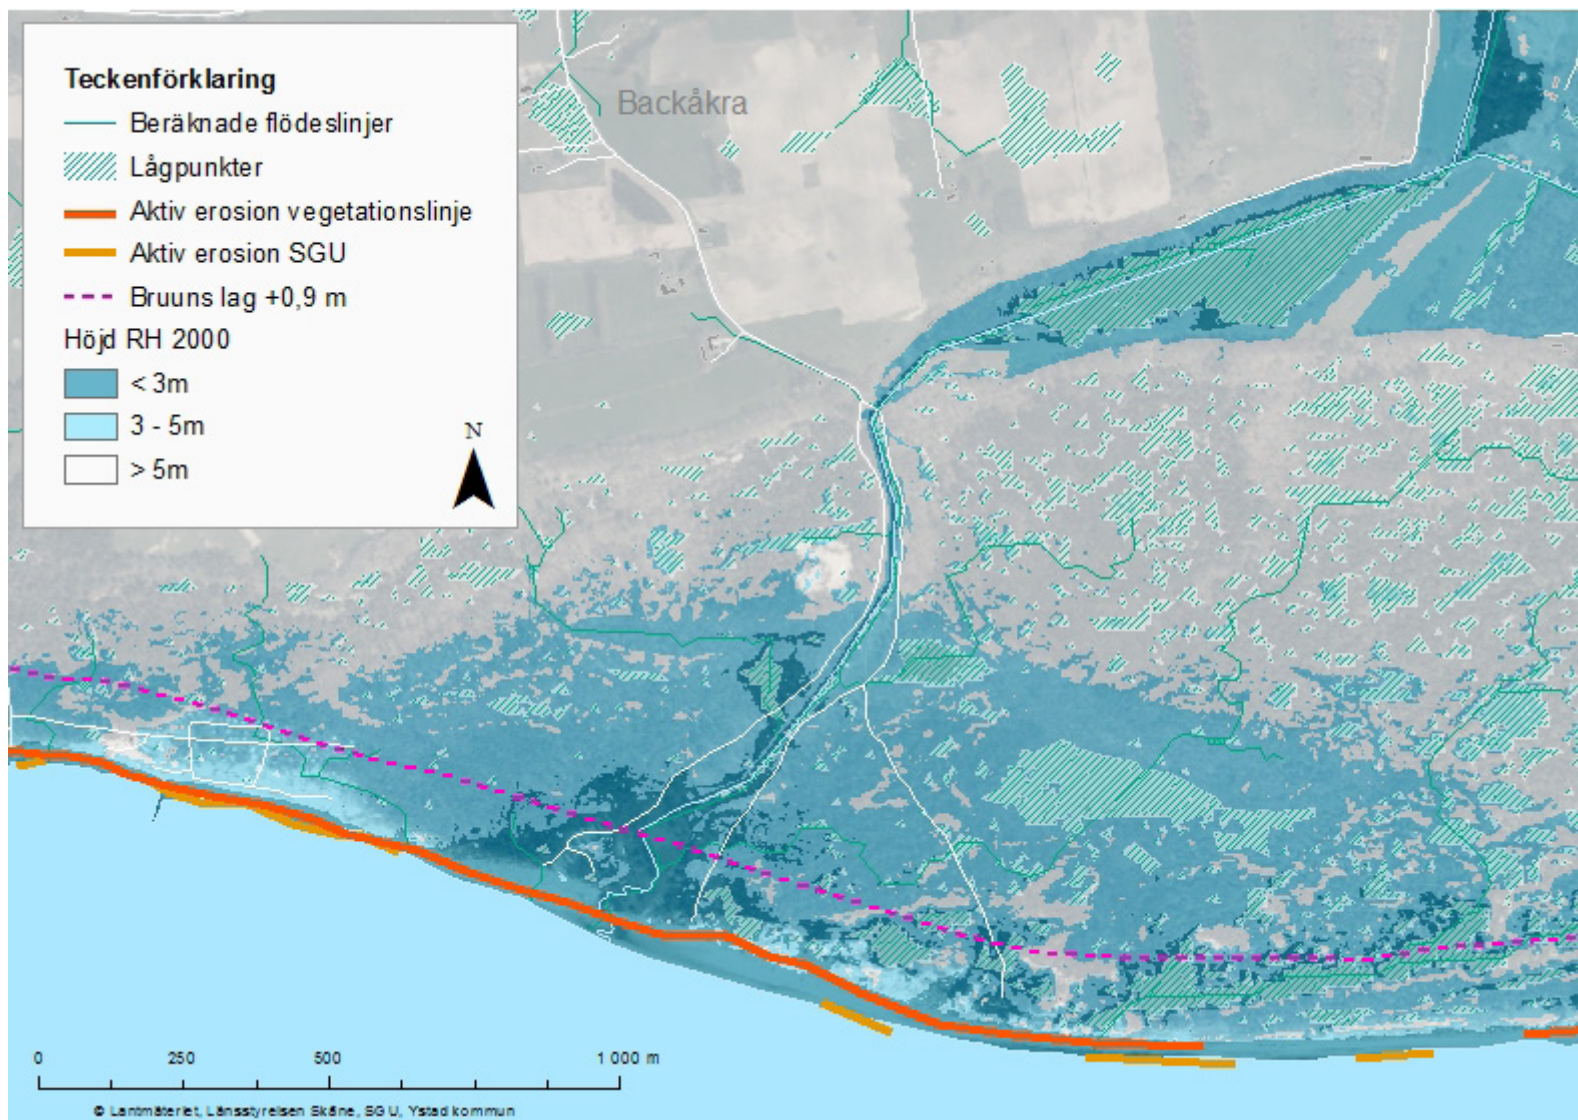 Teckenförklaring
Beräknade flödeslinjer
Lågpunkter
Aktiv erosion vegetationslinje
Aktiv erosion SGU
Bruuns lag +0,9 m
Höjd RH 2000
< 3m
3 - 5m
> 5m
N
Backåkra
0 250 500 1 000 m
© Lantmäteriet, Länsstyrelsen Skåne, SGU, Ystad kommun